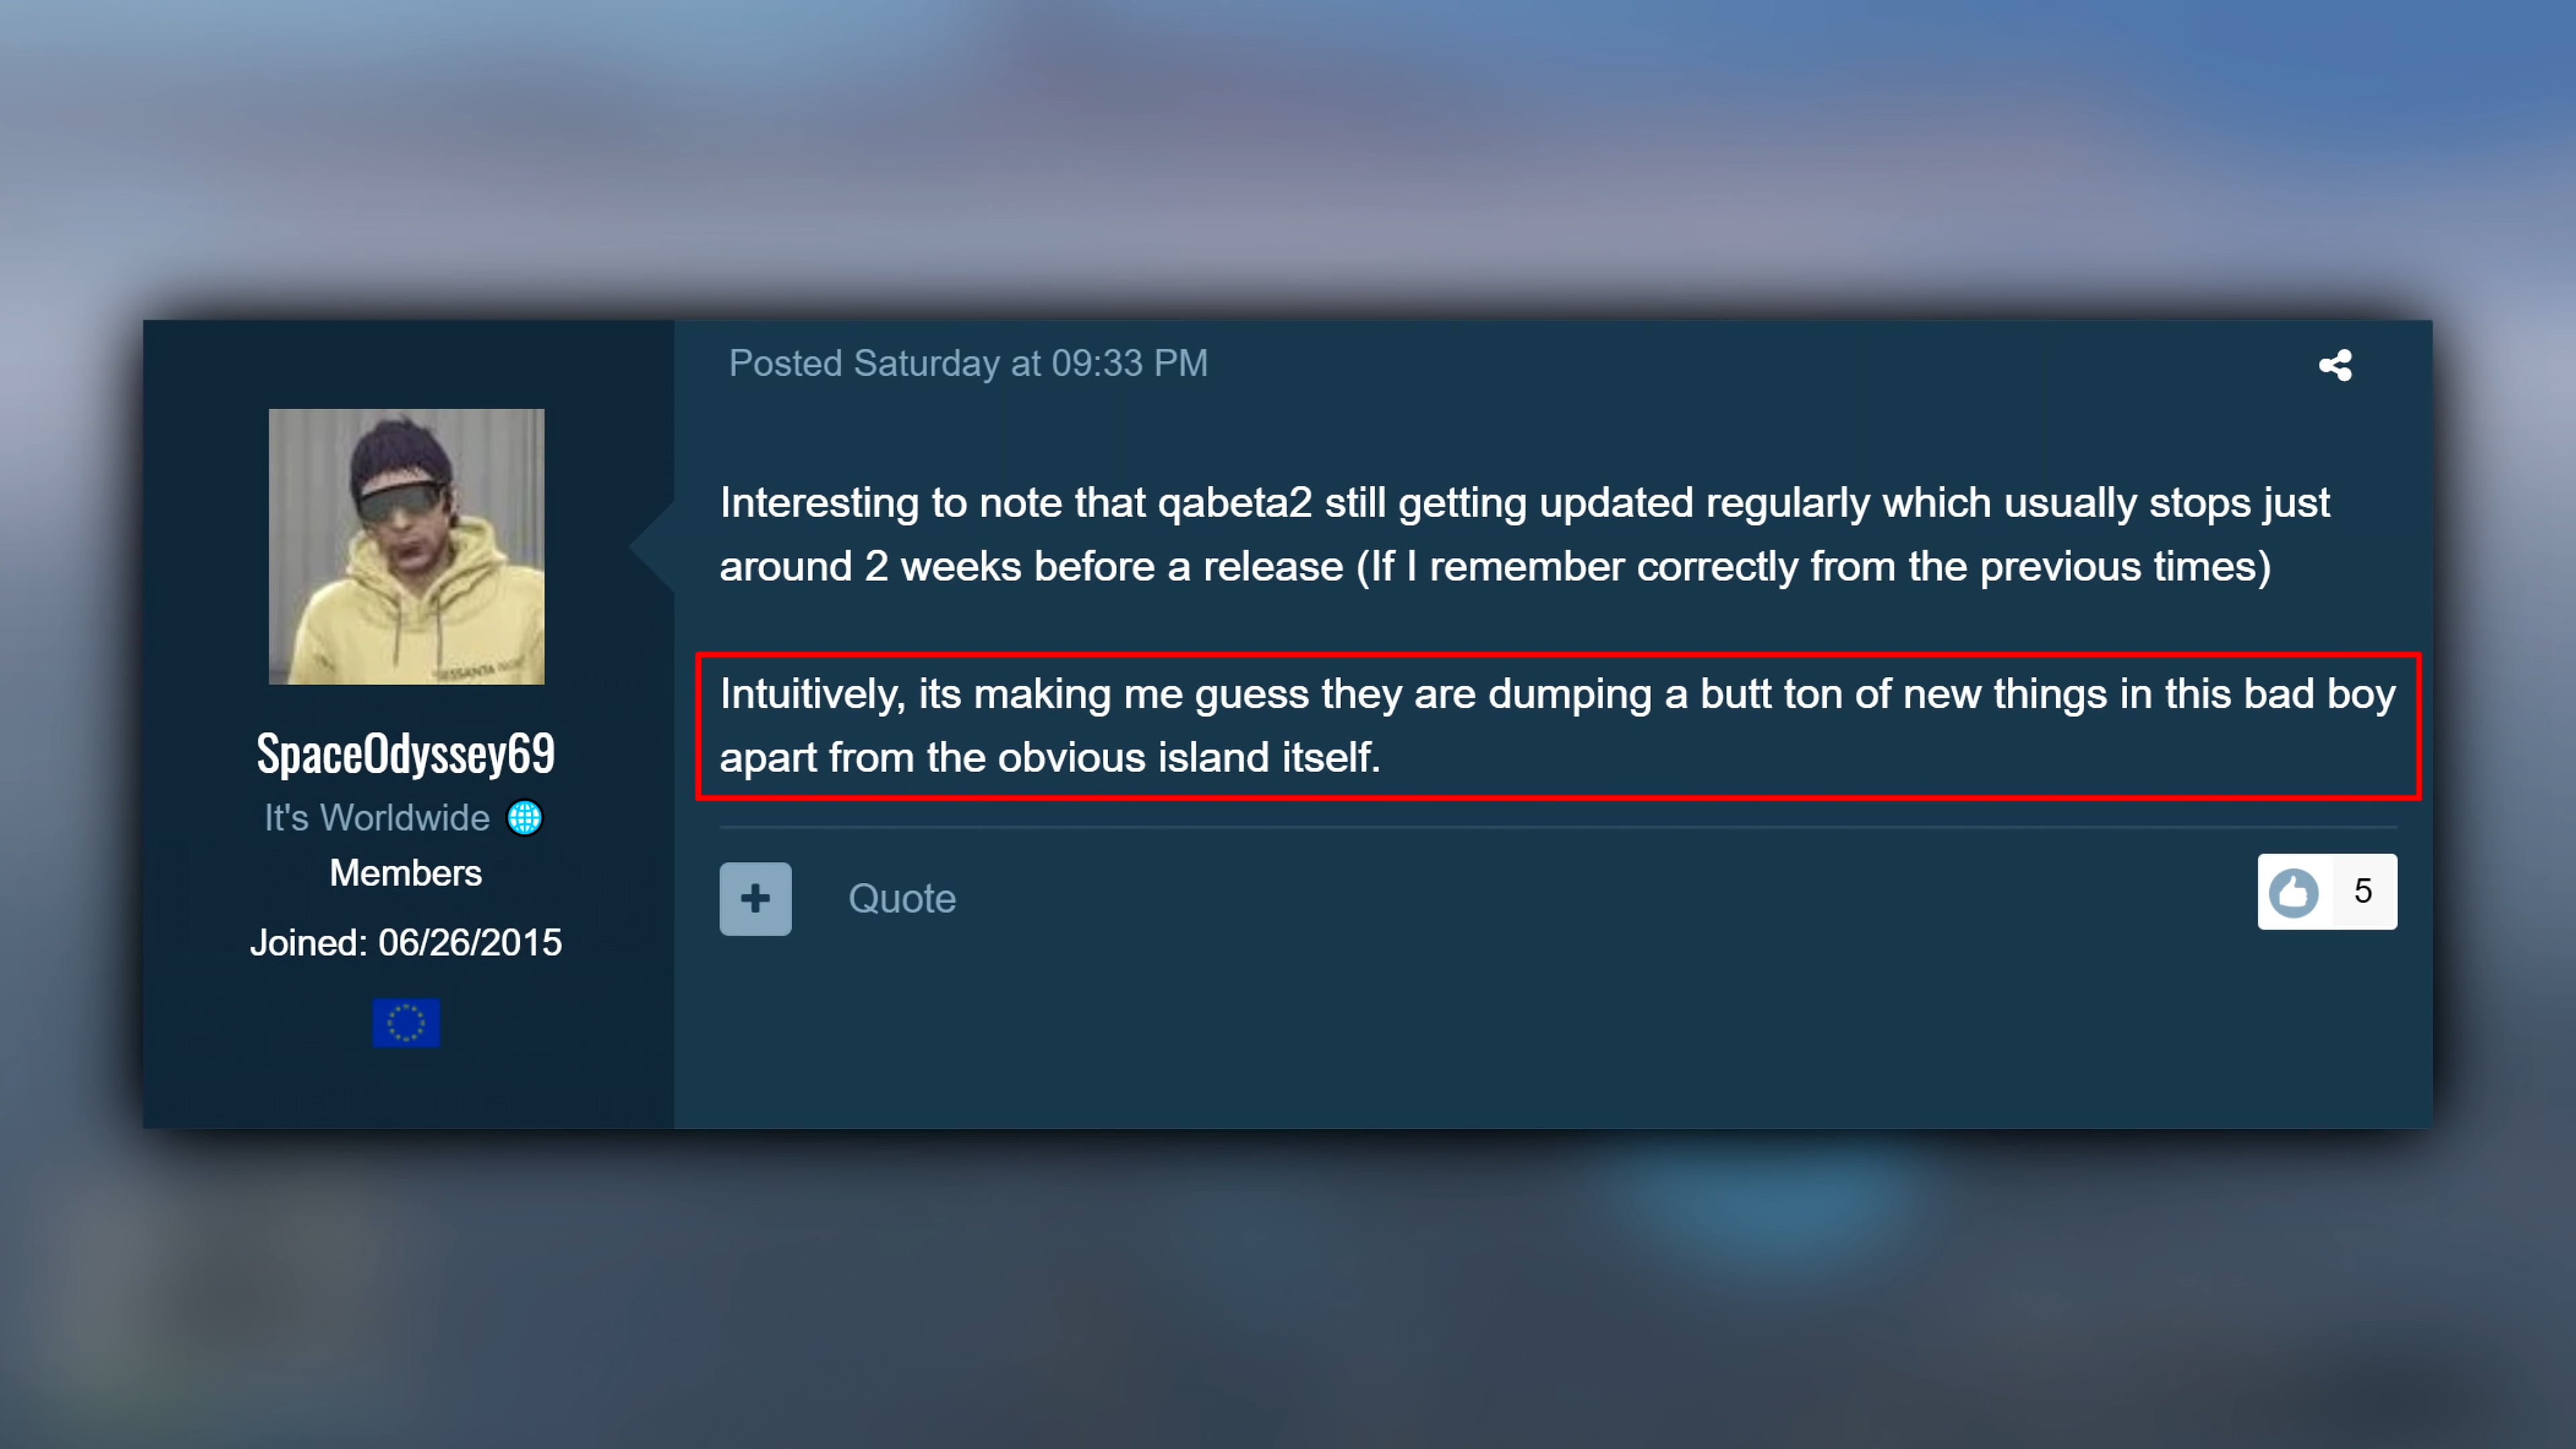 Posted Saturday at 09:33 PM
Interesting to note that qabeta2 still getting updated regularly which usually stops just
around 2 weeks before a release (If I remember correctly from the previous times)
Intuitively, its making me guess they are dumping a butt ton of new things in this bad boy
apart from the obvious island itself.
SpaceOdyssey69
It's Worldwide
Members
Joined: 06/26/2015
Quote
5